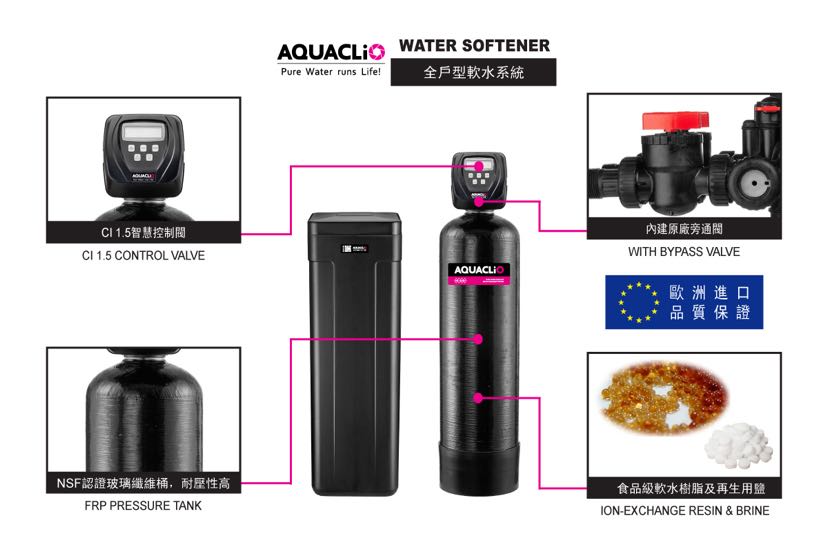 AQUACLiO
Pure Water runs Life!
WATER SOFTENER
全戶型軟水系統
AQUACLiO
CI 1.5智慧控制閥
CI 1.5 CONTROL VALVE
內建原廠旁通閥
WITH BYPASS VALVE
AQUACLiO
歐洲進口
品質保證
NSF認證玻璃纖維桶，耐壓性高
FRP PRESSURE TANK
食品級軟水樹脂及再生用鹽
ION-EXCHANGE RESIN & BRINE